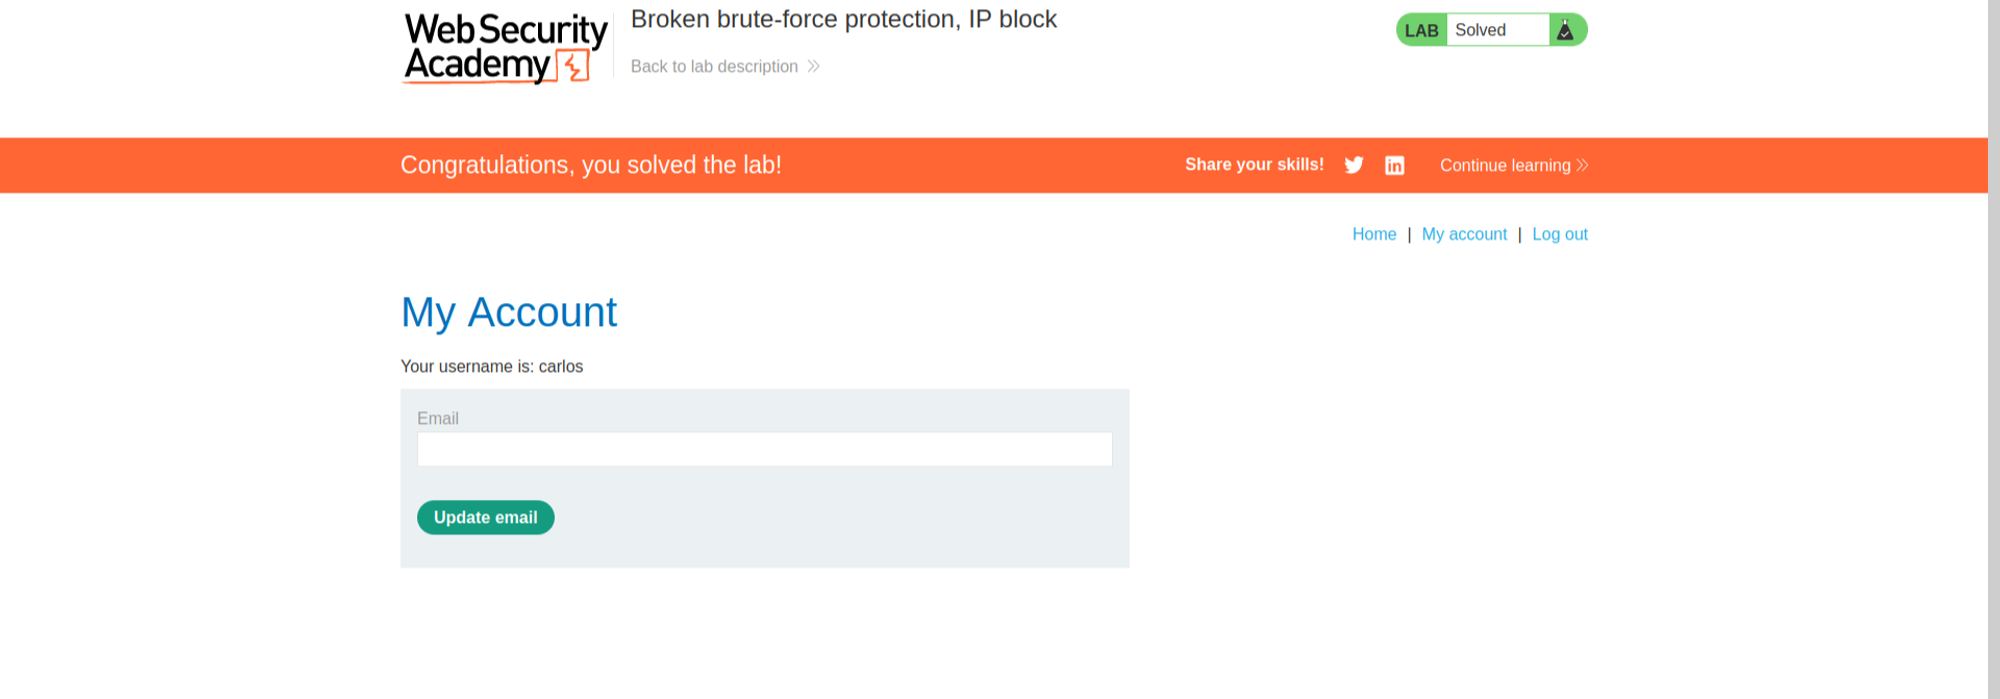 Web Security
Academy
Broken brute-force protection, IP block
Back to lab description
LAB Solved
Congratulations, you solved the lab!
Share your skills!
Continue learning
Home | My account | Log out
My Account
Your username is: carlos
Email
Update email